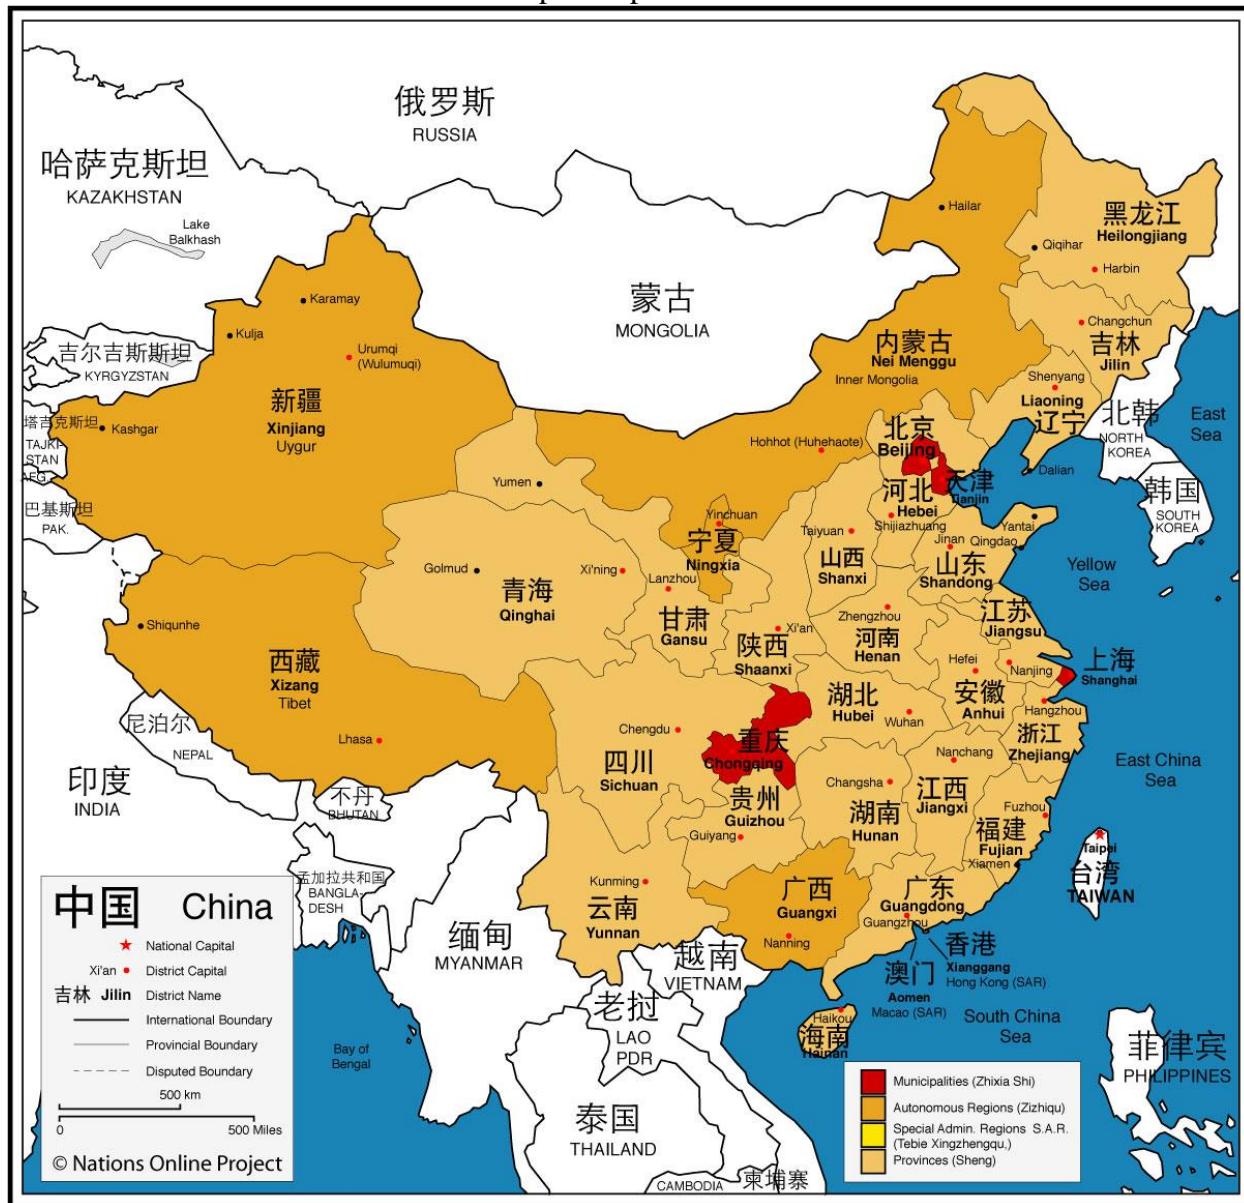 俄罗斯
RUSSIA
哈萨克斯坦
KAZAKHSTAN
Lake
Balkhash
Hailar
黑龙江
Heilongjiang
Qiqihar
Harbin
蒙古
MONGOLIA
Karamay
Kulja
Urumqi
(Wulumuqi)
吉尔吉斯斯坦
KYRGYZSTAN
Changchun
吉林
Jilin
内蒙古
Nei Menggu
Inner Mongolia
Shenyang
Liaoning
辽宁
新疆
Xinjiang
Uygur
塔吉克斯坦
TAJKI-
STAN
AFG.
Kashgar
北京
Beijing
北韩
NORTH
KOREA
East
Sea
Hohhot (Huhehaote)
天津
Tianjin
Dalian
巴基斯坦
PAK.
Yumen
河北
Hebei
Shijiazhuang
韩国
SOUTH
KOREA
Yinchuan
宁夏
Ningxia
Taiyuan
山西
Shanxi
Jinan
Yantai
Qingdao
山东
Shandong
Yellow
Sea
Golmud
Xi'ning
青海
Qinghai
Lanzhou
甘肃
Gansu
Zhengzhou
河南
Henan
江苏
Jiangsu
Shiqunhe
Xi'an
陕西
Shaanxi
西藏
Xizang
Tibet
Hefei
Nanjing
上海
Shanghai
安徽
Anhui
湖北
Hubei
Wuhan
Hangzhou
浙江
Zhejiang
尼泊尔
NEPAL
Lhasa
Chengdu
四川
Sichuan
重庆
Chongqing
Nanchang
江西
Jiangxi
East China
Sea
印度
INDIA
不丹
BHUTAN
Changsha
湖南
Hunan
贵州
Guizhou
Guiyang
Fuzhou
福建
Fujian
Xiamen
Taipei
台湾
TAIWAN
孟加拉共和国
BANGLA-
DESH
Kunming
云南
Yunnan
广西
Guangxi
Nanning
广东
Guangdong
Guangzhou
缅甸
MYANMAR
越南
VIETNAM
香港
Xianggang
Hong Kong (SAR)
澳门
Aomen
Macao (SAR)
老挝
LAO
PDR
Haikou
海南
Hainan
South China
Sea
Bay of
Bengal
菲律宾
PHILIPPINES
泰国
THAILAND
CAMBODIA 柬埔寨
中国 China
National Capital
Xi'an District Capital
吉林 Jilin District Name
International Boundary
Provincial Boundary
Disputed Boundary
500 km
0 500 Miles
© Nations Online Project
Municipalities (Zhixia Shi)
Autonomous Regions (Zizhiqu)
Special Admin. Regions S.A.R.
(Tebie Xingzhengqu,)
Provinces (Sheng)